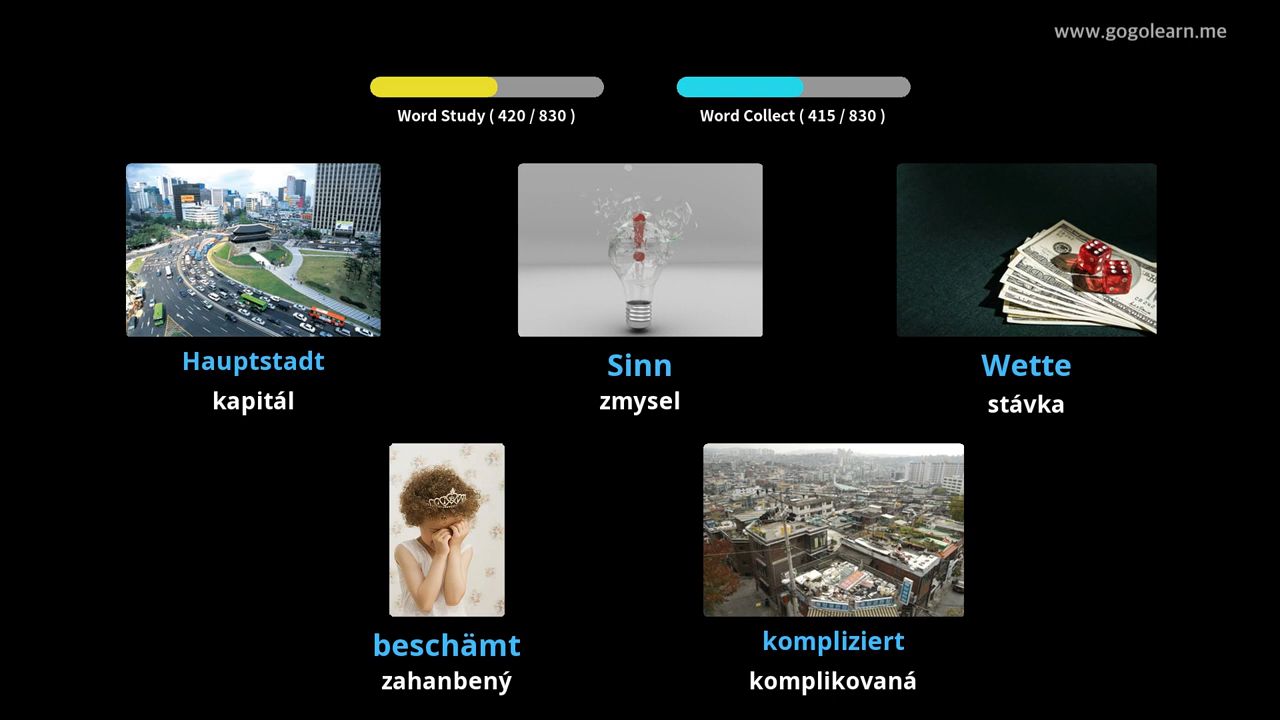 www.gogolearn.me
Word Study ( 420 / 830 )
Word Collect ( 415 / 830 )
Hauptstadt
kapitál
Sinn
zmysel
Wette
stávka
beschämt
zahanbený
kompliziert
komplikovaná